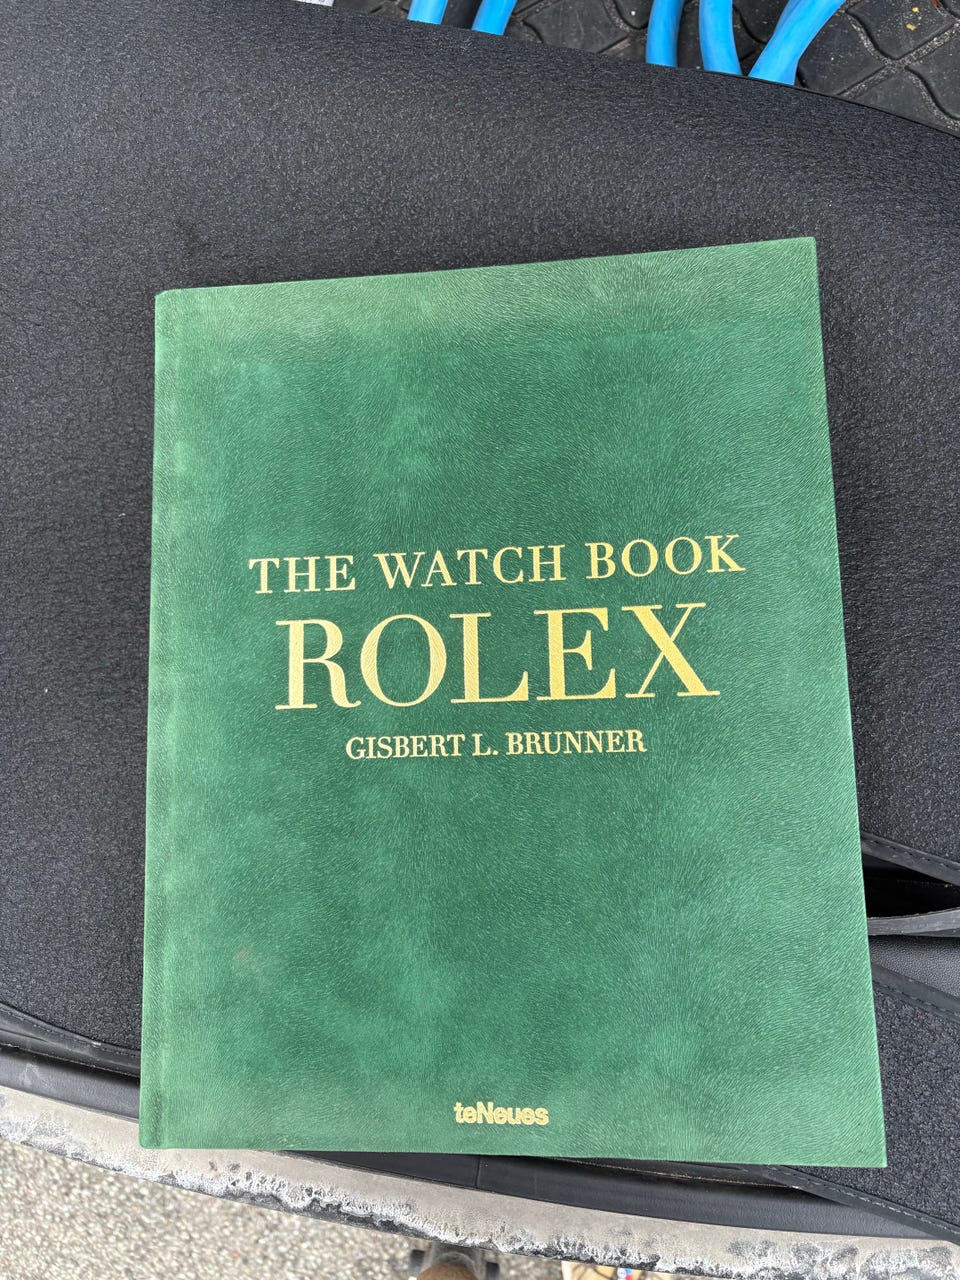 THE WATCH BOOK
ROLEX
GISBERT L. BRUNNER
teNeues